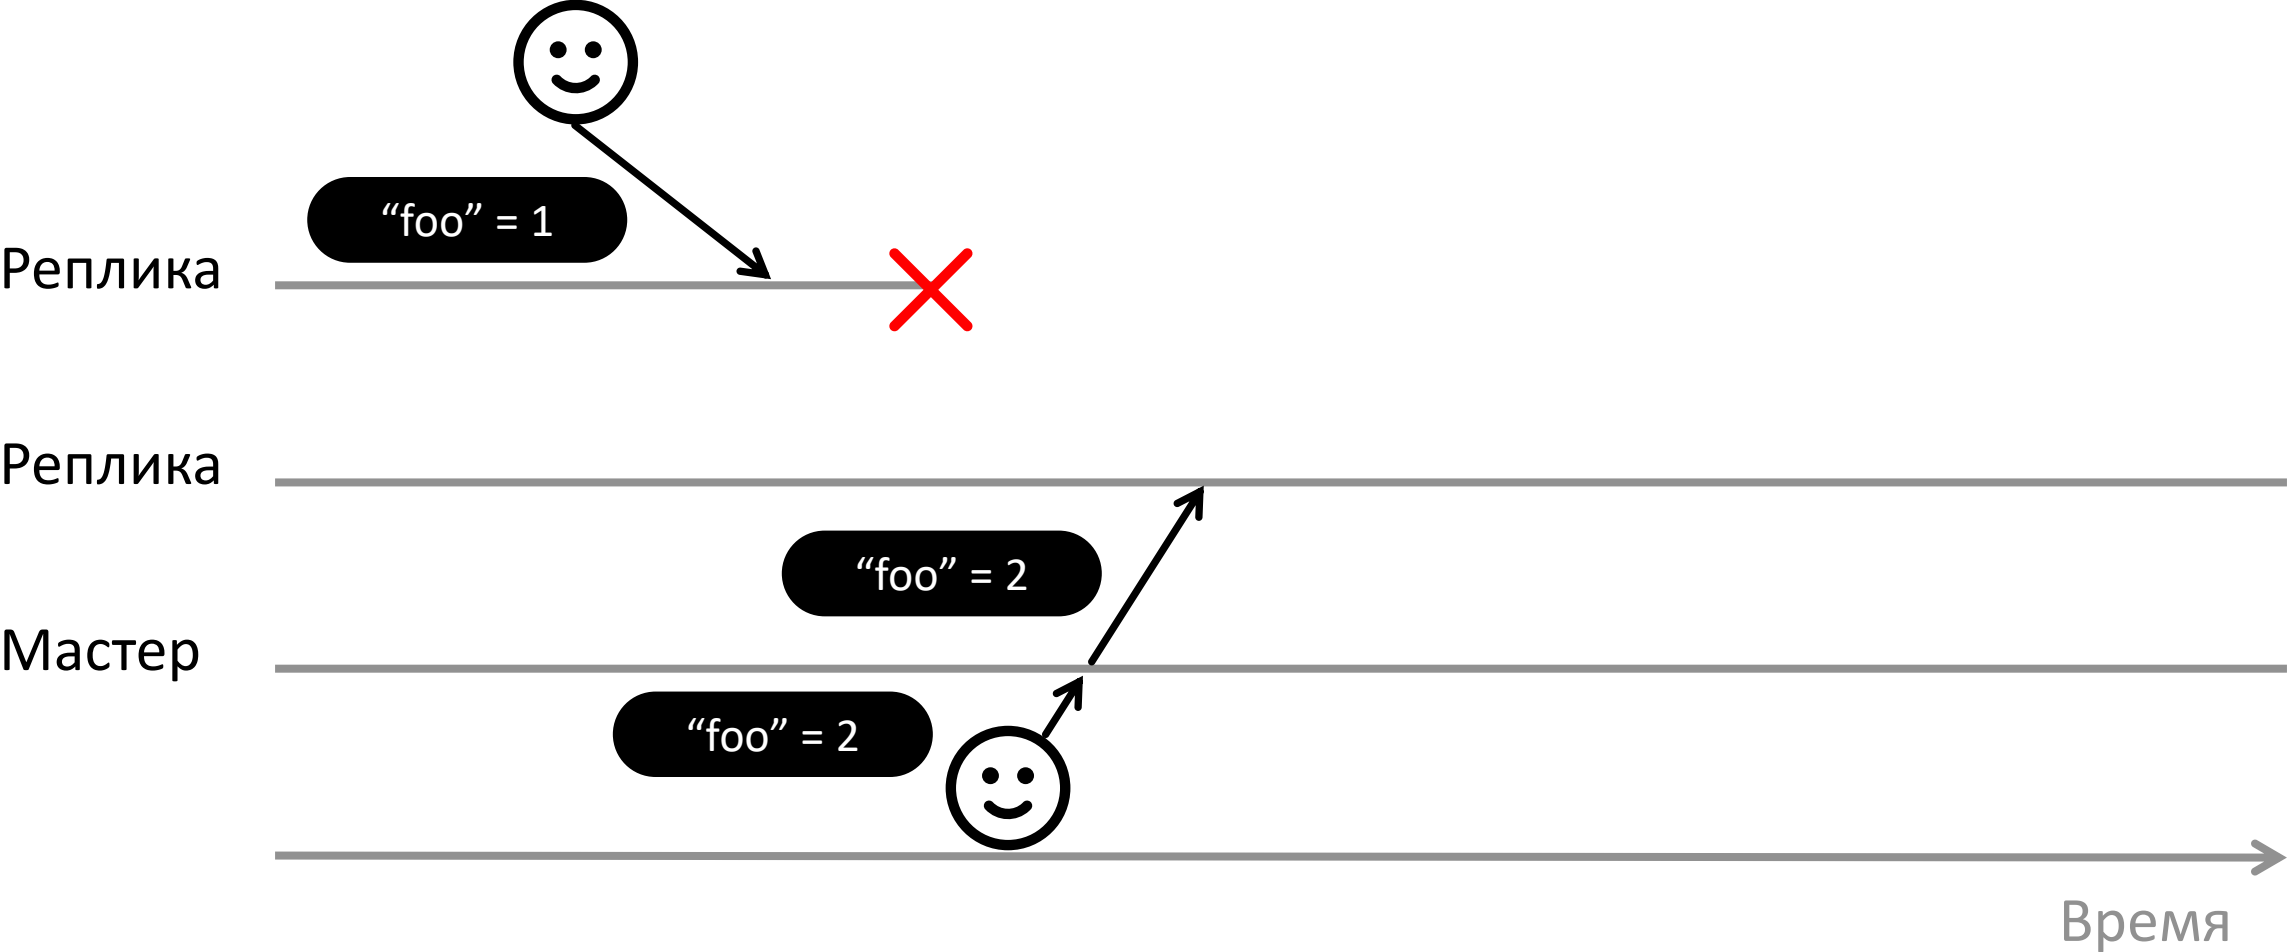 “foo” = 1
Реплика
Реплика
“foo” = 2
Мастер
“foo” = 2
Время